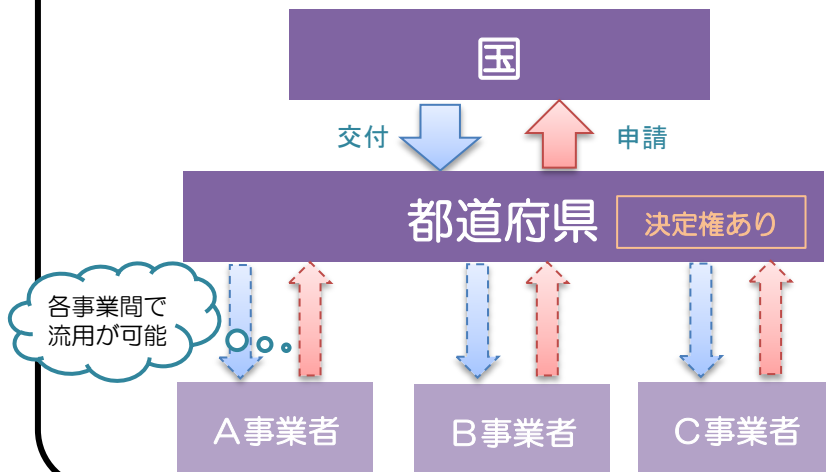 国
交付
申請
都道府県
決定権あり
各事業間で
流用が可能
A事業者
B事業者
C事業者